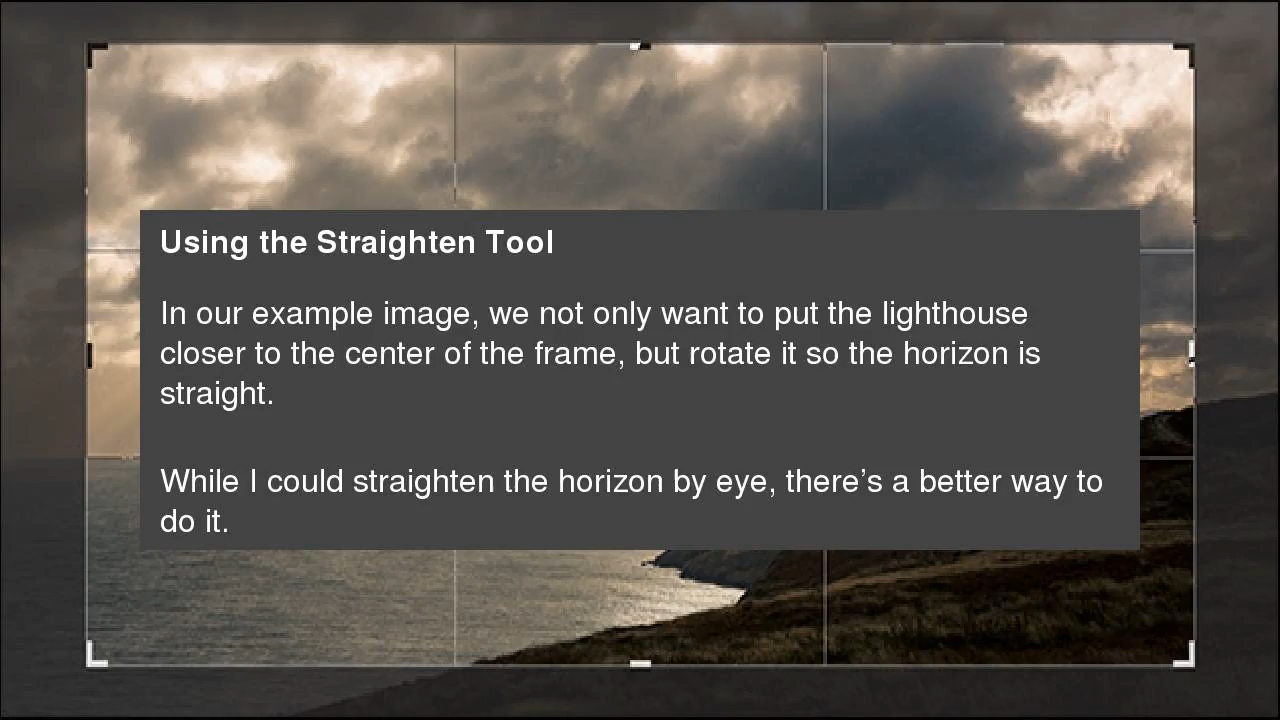 Using the Straighten Tool
In our example image, we not only want to put the lighthouse
closer to the center of the frame, but rotate it so the horizon is
straight.
While I could straighten the horizon by eye, there’s a better way to
do it.